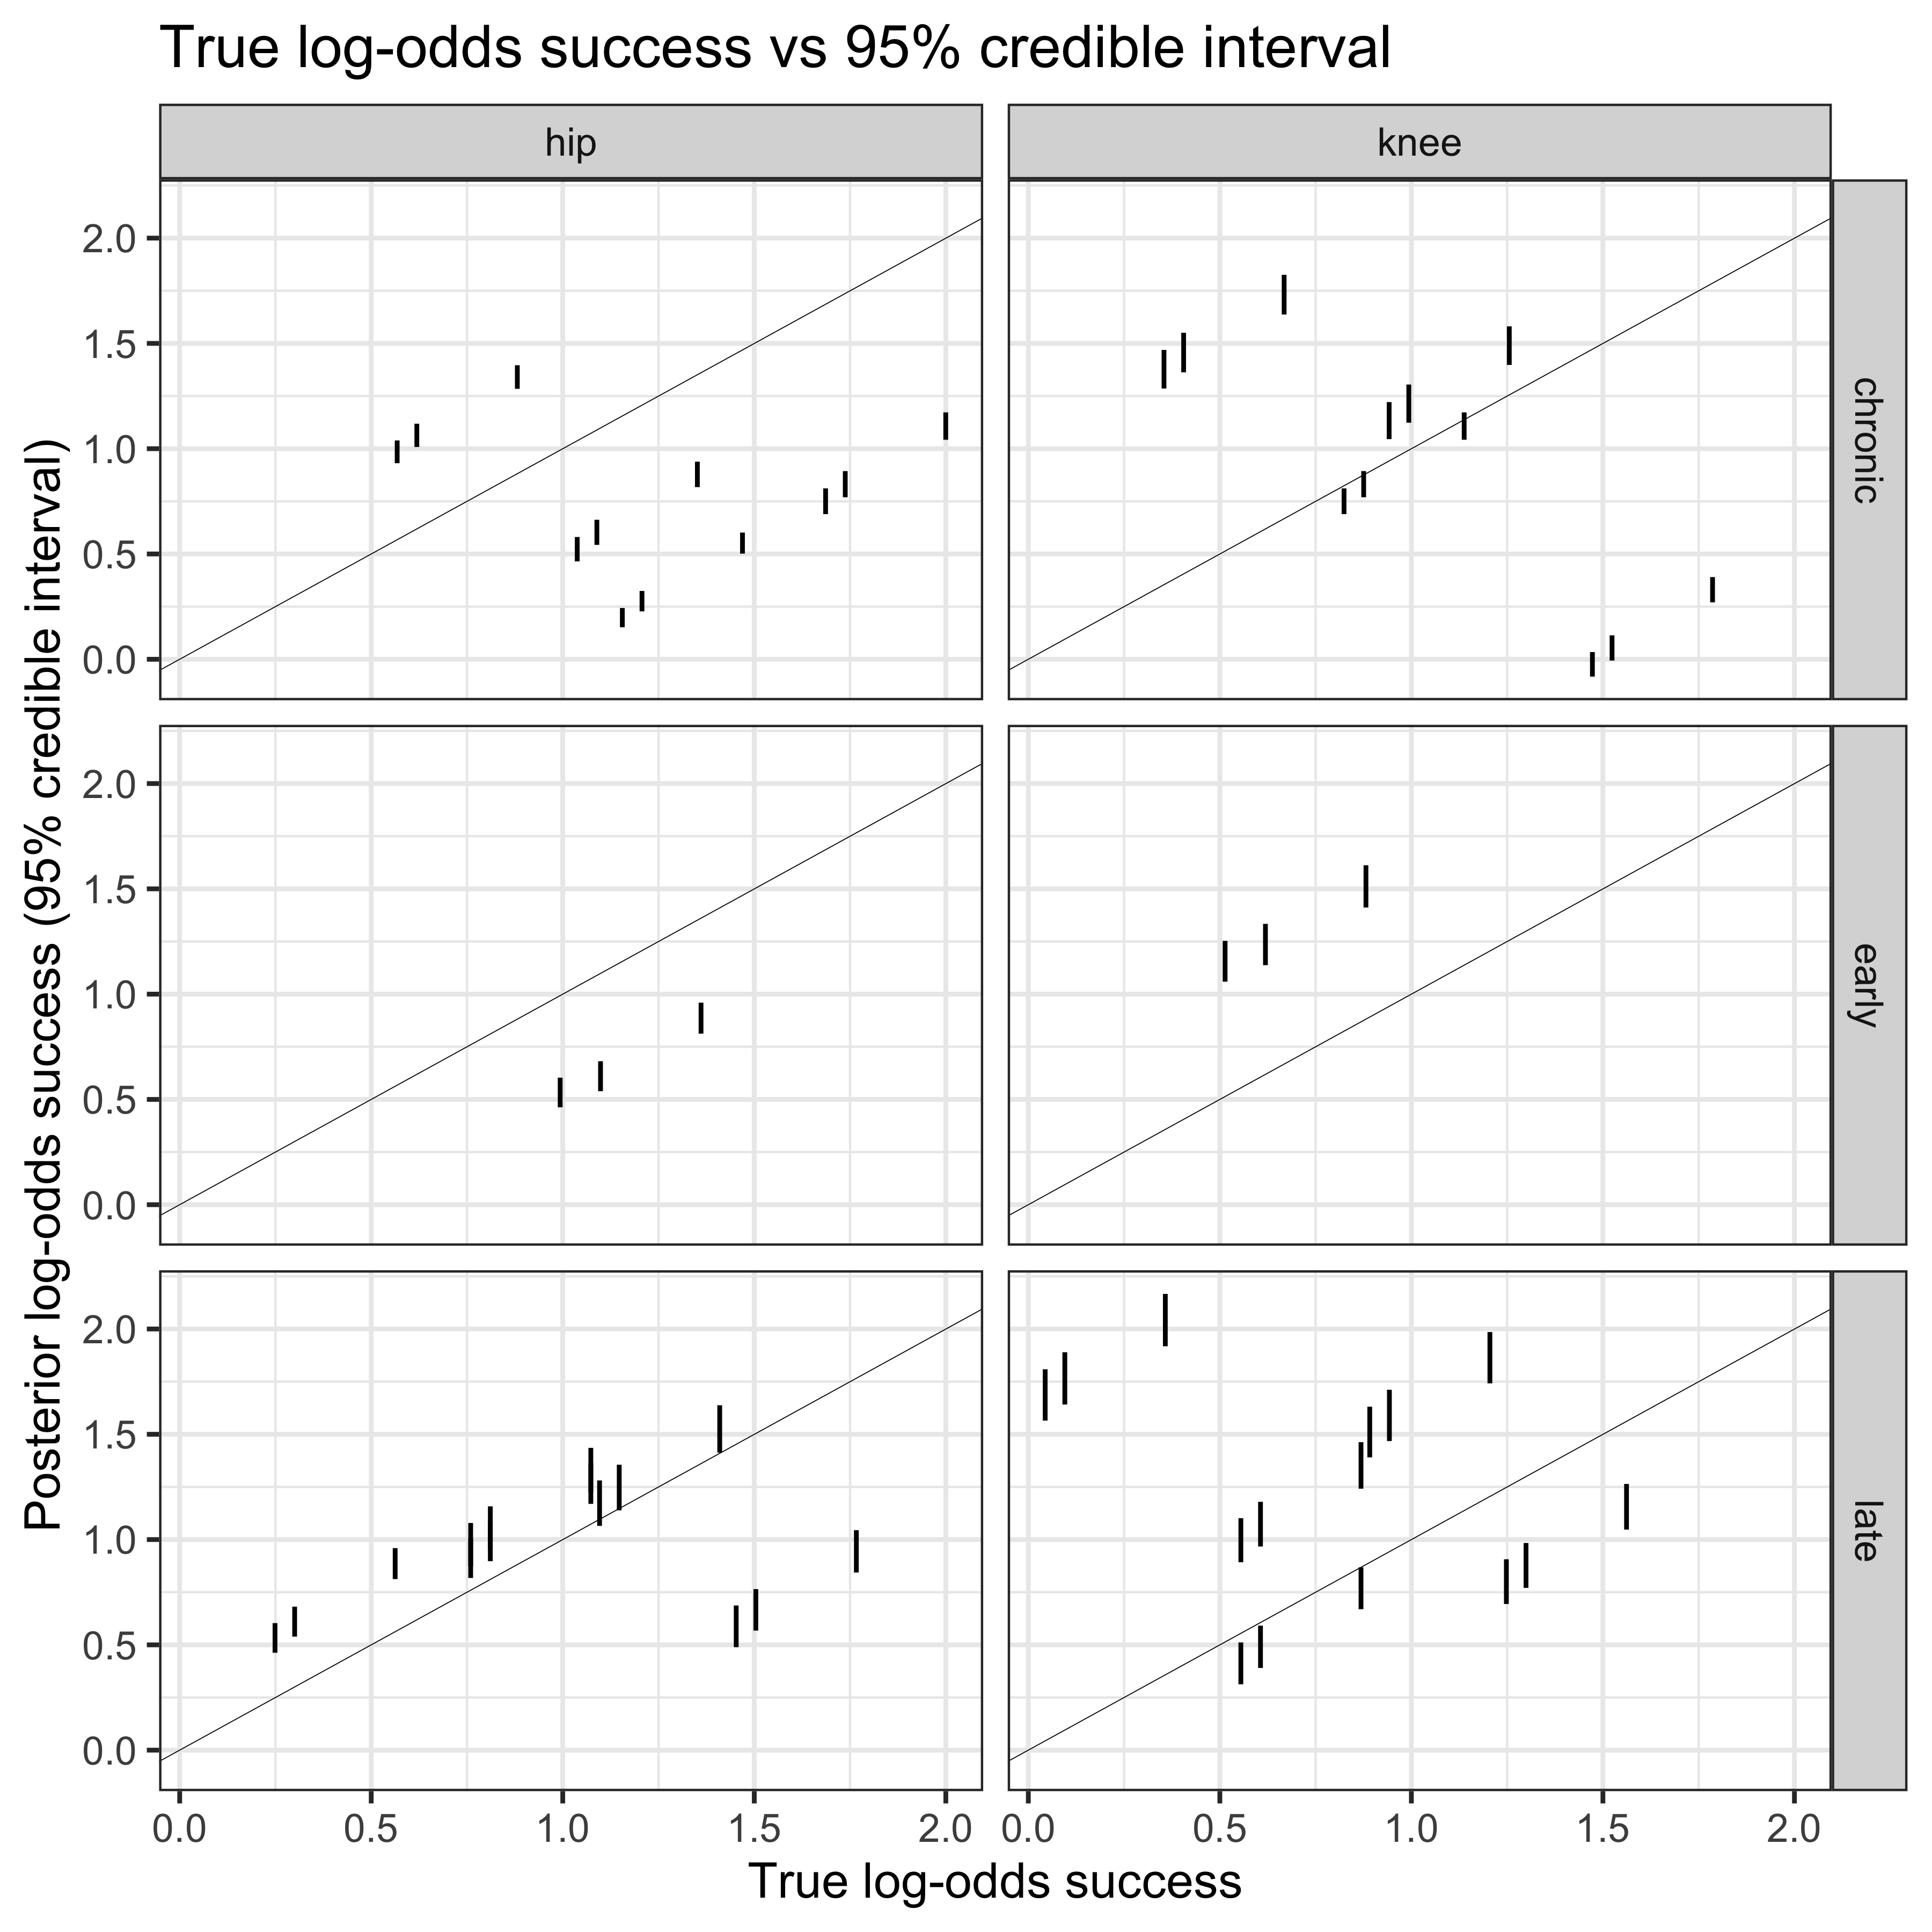 True log-odds success vs 95% credible interval
hip
knee
Posterior log-odds success (95% credible interval)
2.0
1.5
1.0
0.5
0.0
chronic
2.0
1.5
1.0
0.5
0.0
early
2.0
1.5
1.0
0.5
0.0
late
0.0 0.5 1.0 1.5 2.0 0.0 0.5 1.0 1.5 2.0
True log-odds success